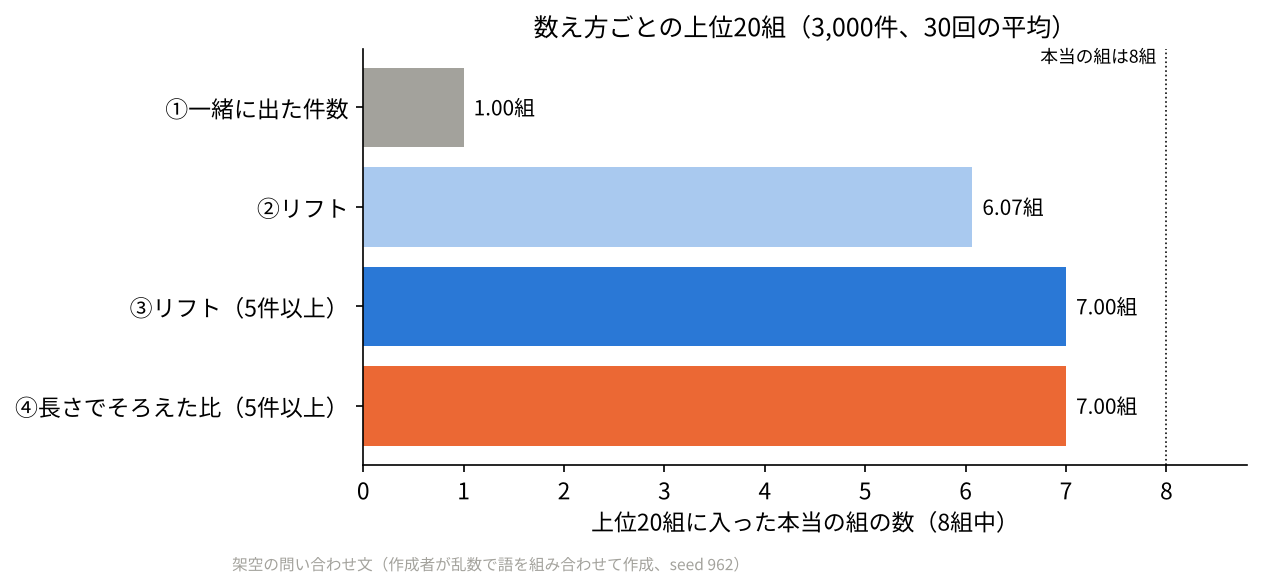 数え方ごとの上位20組（3,000件、30回の平均）
本当の組は8組
①一緒に出た件数
1.00組
②リフト
6.07組
③リフト（5件以上）
7.00組
④長さでそろえた比（5件以上）
7.00組
0 1 2 3 4 5 6 7 8
上位20組に入った本当の組の数（8組中）
架空の問い合わせ文（作成者が乱数で語を組み合わせて作成、seed 962）